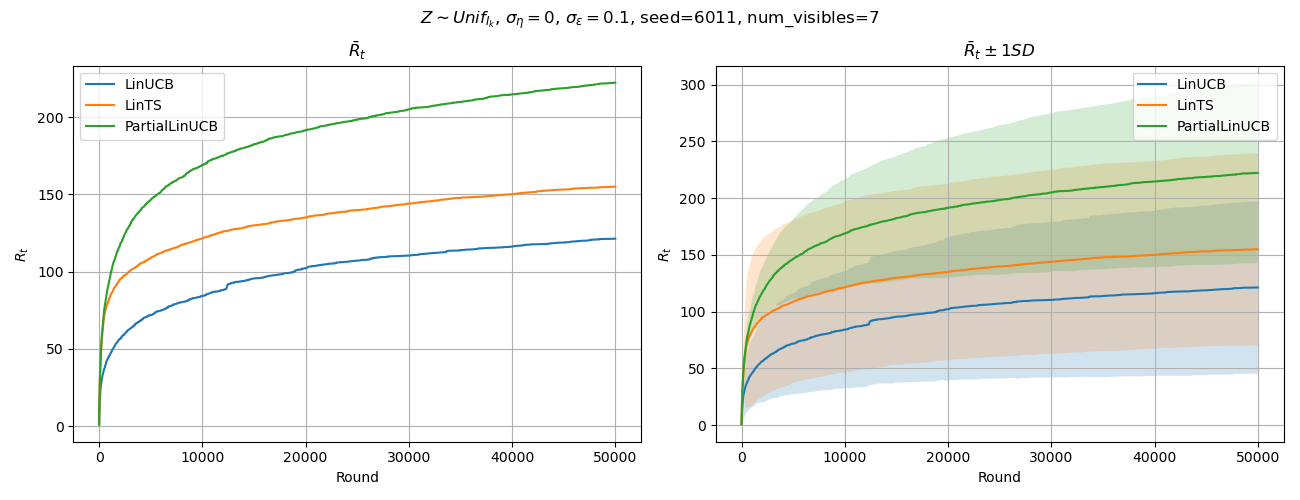 Z ∼ Unif_{I_k}, σ_η = 0, σ_ε = 0.1, seed=6011, num_visibles=7
R̄_t
LinUCB
LinTS
PartialLinUCB
200
150
100
50
0
R_t
0 10000 20000 30000 40000 50000
Round
R̄_t ± 1SD
LinUCB
LinTS
PartialLinUCB
300
250
200
150
100
50
0
R_t
0 10000 20000 30000 40000 50000
Round